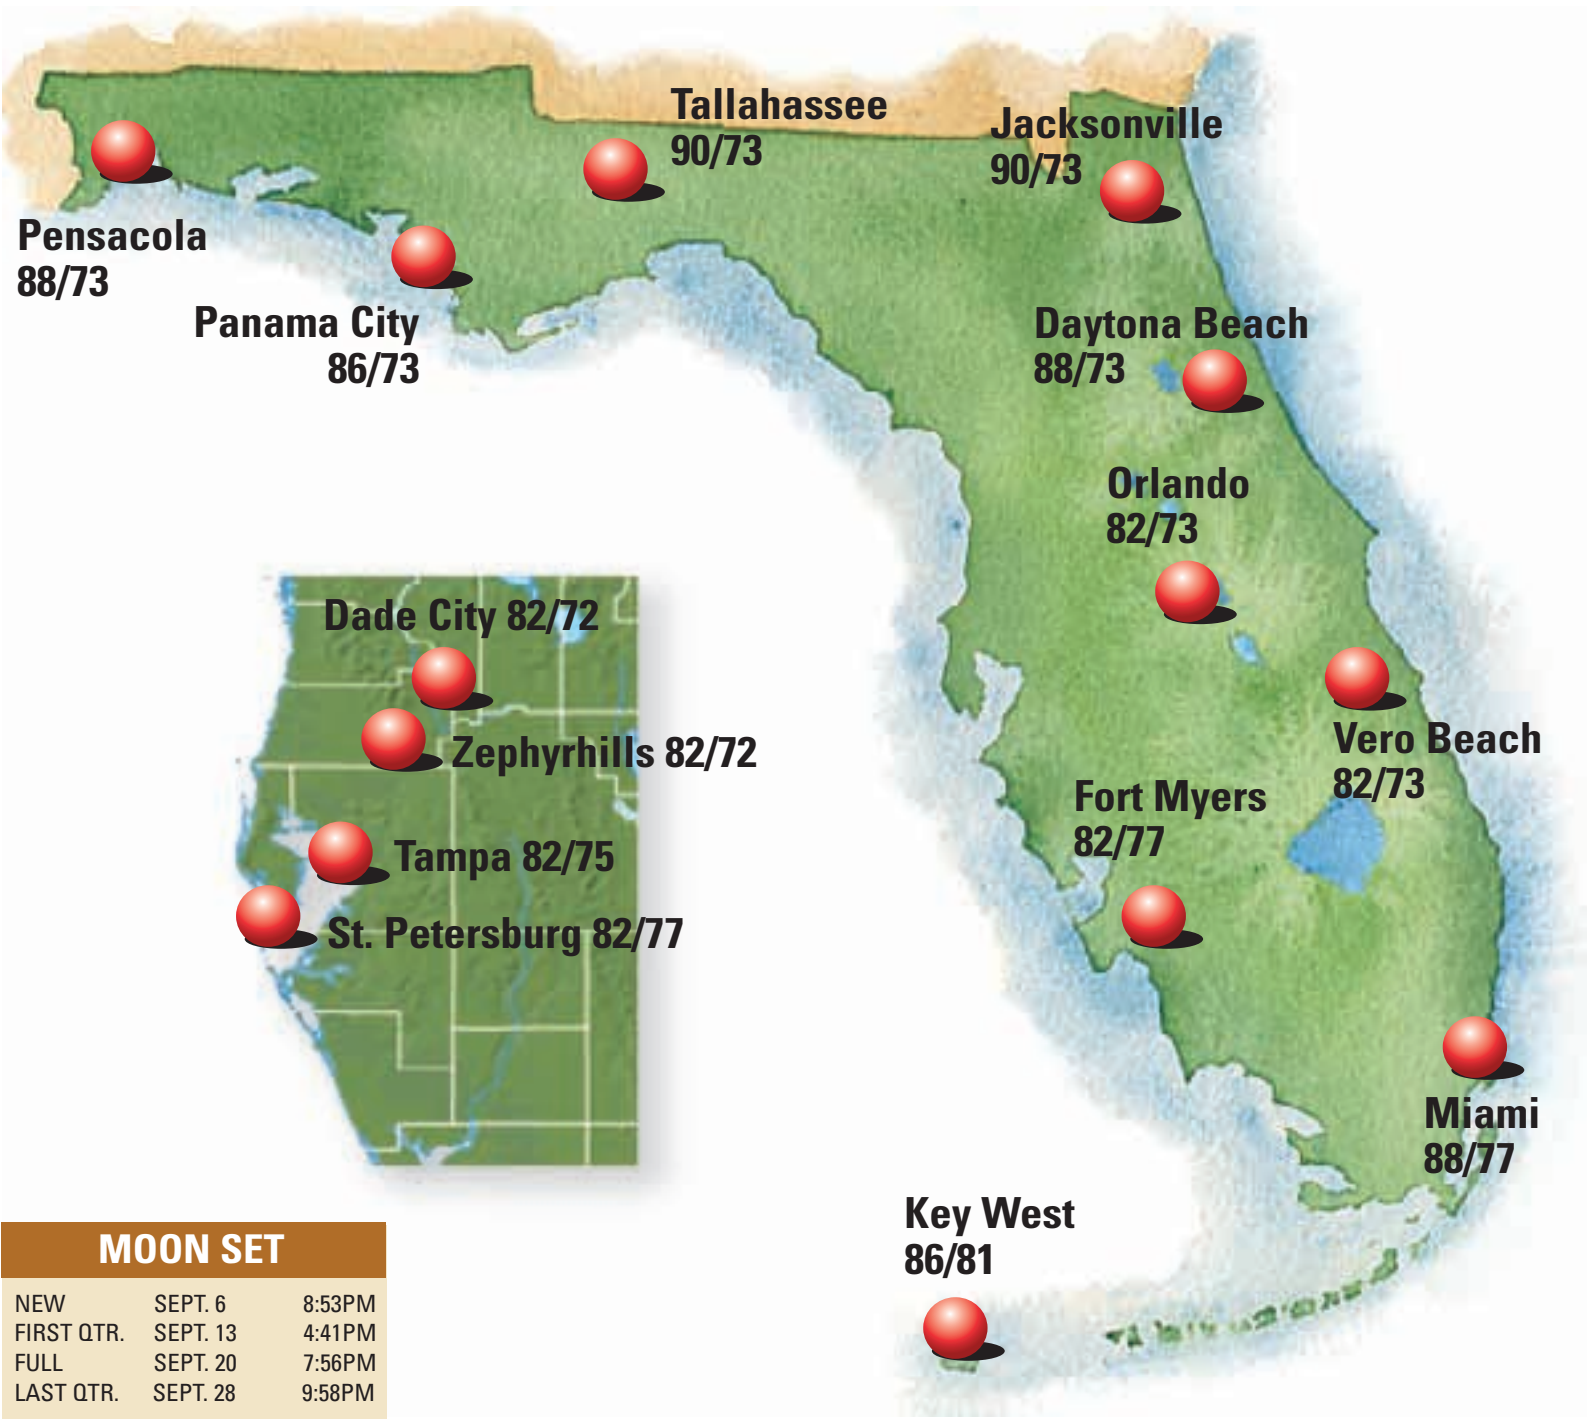 Tallahassee
90/73
Jacksonville
90/73
Pensacola
88/73
Panama City
86/73
Daytona Beach
88/73
Orlando
82/73
Dade City 82/72
Zephyrhills 82/72
Vero Beach
82/73
Fort Myers
82/77
Tampa 82/75
St. Petersburg 82/77
Miami
88/77
Key West
86/81
MOON SET
NEW SEPT. 6 8:53PM
FIRST QTR. SEPT. 13 4:41PM
FULL SEPT. 20 7:56PM
LAST QTR. SEPT. 28 9:58PM